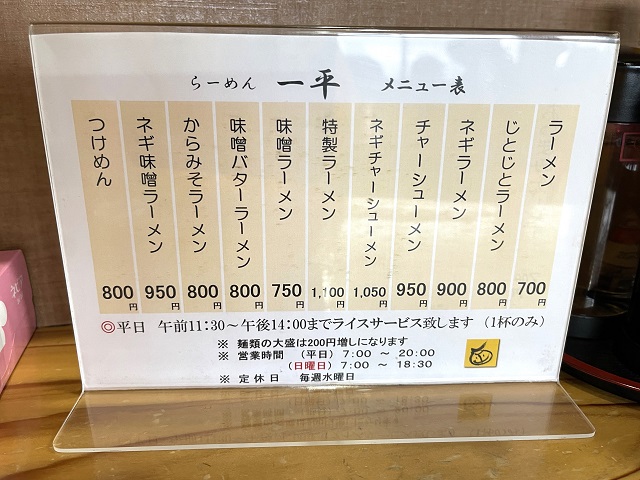 らーめん 一平 メニュー表
ラーメン 700円
じとじとラーメン 800円
ネギラーメン 900円
チャーシューメン 950円
ネギチャーシューメン 1,050円
特製ラーメン 1,100円
味噌ラーメン 750円
味噌バターラーメン 800円
からみそラーメン 800円
ネギ味噌ラーメン 950円
つけめん 800円
◎平日 午前11:30〜午後14:00までライスサービス致します (1杯のみ)
※ 麺類の大盛は200円増しになります
※ 営業時間 (平日) 7:00 〜 20:00
(日曜日) 7:00 〜 18:30
※ 定休日 毎週水曜日